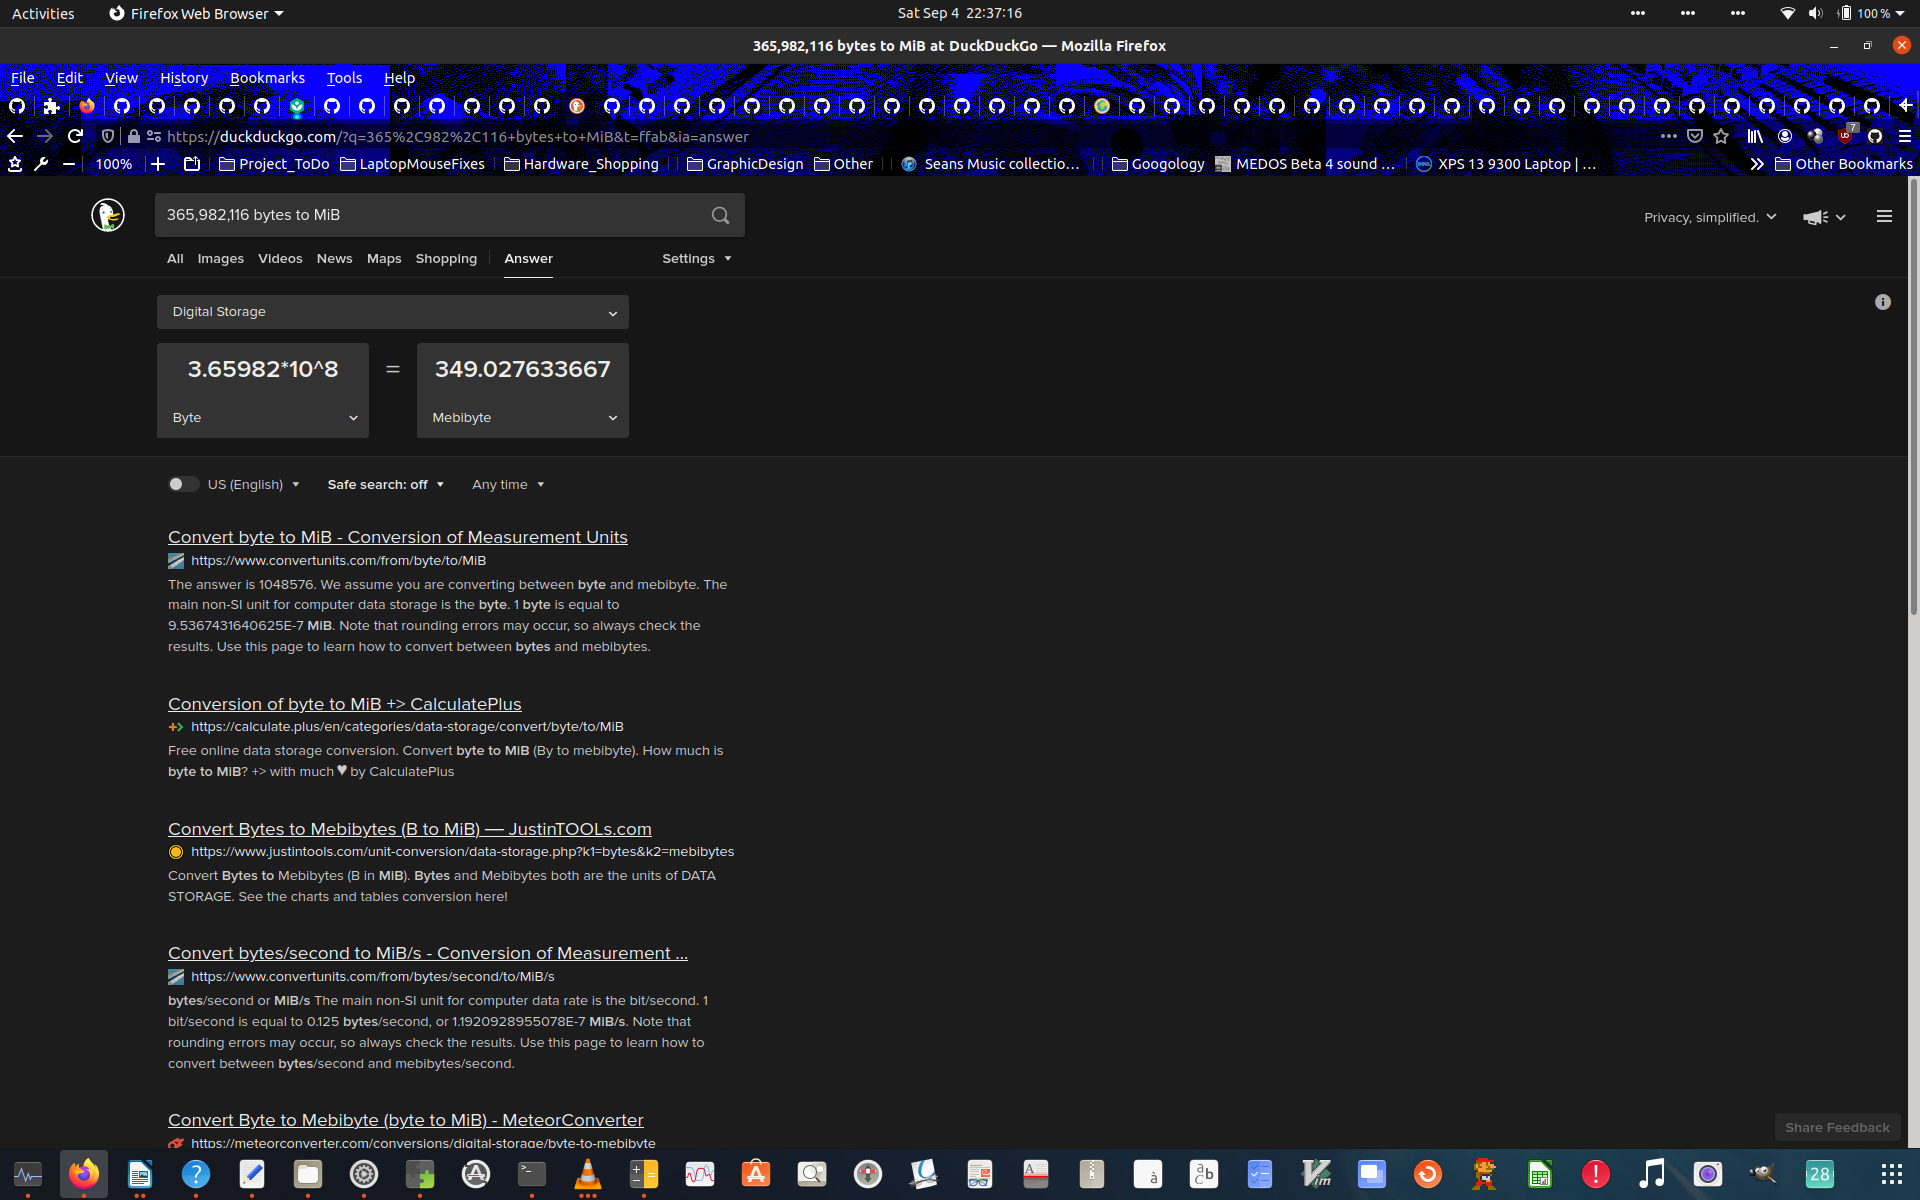 Activities Firefox Web Browser Sat Sep 4 22:37:16 100 %
365,982,116 bytes to MiB at DuckDuckGo — Mozilla Firefox
File Edit View History Bookmarks Tools Help
https://duckduckgo.com/?q=365%2C982%2C116+bytes+to+MiB&t=ffab&ia=answer 7
100% Project_ToDo LaptopMouseFixes Hardware_Shopping GraphicDesign Other Seans Music collectio… Googology MEDOS Beta 4 sound … XPS 13 9300 Laptop | … Other Bookmarks
365,982,116 bytes to MiB Privacy, simplified.
All Images Videos News Maps Shopping Answer Settings
Digital Storage
3.65982*10^8 = 349.027633667
Byte Mebibyte
US (English) Safe search: off Any time
Convert byte to MiB - Conversion of Measurement Units
https://www.convertunits.com/from/byte/to/MiB
The answer is 1048576. We assume you are converting between byte and mebibyte. The
main non-SI unit for computer data storage is the byte. 1 byte is equal to
9.5367431640625E-7 MiB. Note that rounding errors may occur, so always check the
results. Use this page to learn how to convert between bytes and mebibytes.
Conversion of byte to MiB +> CalculatePlus
https://calculate.plus/en/categories/data-storage/convert/byte/to/MiB
Free online data storage conversion. Convert byte to MiB (By to mebibyte). How much is
byte to MiB? +> with much ♥ by CalculatePlus
Convert Bytes to Mebibytes (B to MiB) — JustinTOOLs.com
https://www.justintools.com/unit-conversion/data-storage.php?k1=bytes&k2=mebibytes
Convert Bytes to Mebibytes (B in MiB). Bytes and Mebibytes both are the units of DATA
STORAGE. See the charts and tables conversion here!
Convert bytes/second to MiB/s - Conversion of Measurement ...
https://www.convertunits.com/from/bytes/second/to/MiB/s
bytes/second or MiB/s The main non-SI unit for computer data rate is the bit/second. 1
bit/second is equal to 0.125 bytes/second, or 1.1920928955078E-7 MiB/s. Note that
rounding errors may occur, so always check the results. Use this page to learn how to
convert between bytes/second and mebibytes/second.
Convert Byte to Mebibyte (byte to MiB) - MeteorConverter
Share Feedback
https://meteorconverter.com/conversions/digital-storage/byte-to-mebibyte
28